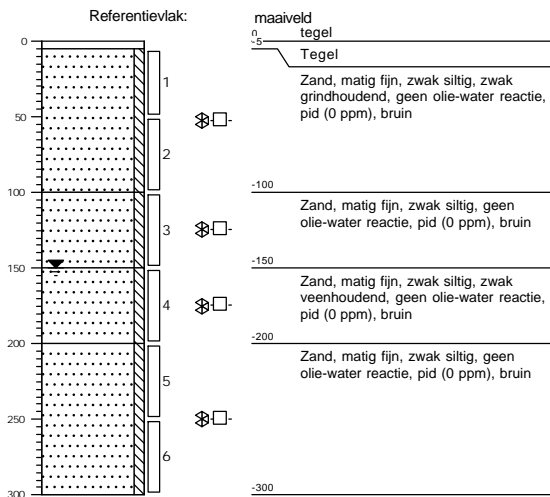 Referentievlak: maaiveld
0 0 tegel
-5 Tegel
1 Zand, matig fijn, zwak siltig, zwak
grindhoudend, geen olie-water reactie,
pid (0 ppm), bruin
50
2
100 -100
Zand, matig fijn, zwak siltig, geen
3 olie-water reactie, pid (0 ppm), bruin
150 -150
Zand, matig fijn, zwak siltig, zwak
4 veenhoudend, geen olie-water reactie,
pid (0 ppm), bruin
200 -200
Zand, matig fijn, zwak siltig, geen
5 olie-water reactie, pid (0 ppm), bruin
250
6
300 -300